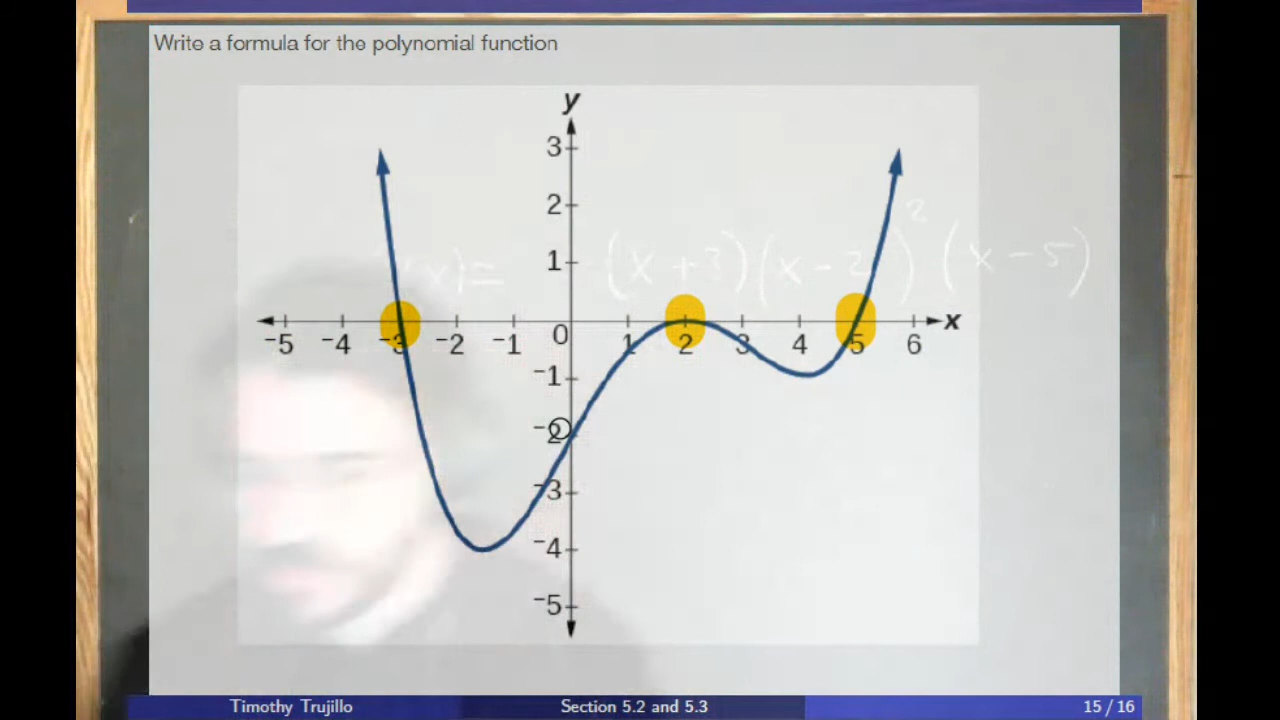 Write a formula for the polynomial function
y
3
2
1
(x)= (x+3)(x-2)²(x-5)
-5 -4 -3 -2 -1 0 1 2 3 4 5 6 x
-1
-2
-3
-4
-5
Timothy Trujillo Section 5.2 and 5.3 15 / 16